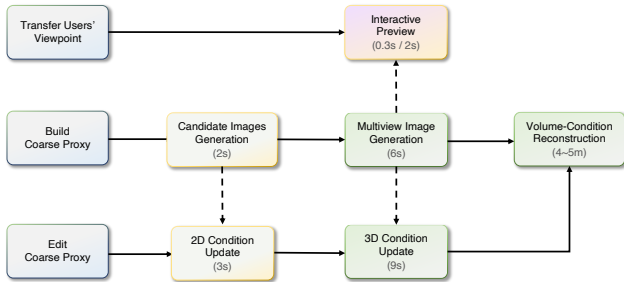 Transfer Users'
Viewpoint
Interactive
Preview
(0.3s / 2s)
Build
Coarse Proxy
Candidate Images
Generation
(2s)
Multiview Image
Generation
(6s)
Volume-Condition
Reconstruction
(4~5m)
Edit
Coarse Proxy
2D Condition
Update
(3s)
3D Condition
Update
(9s)